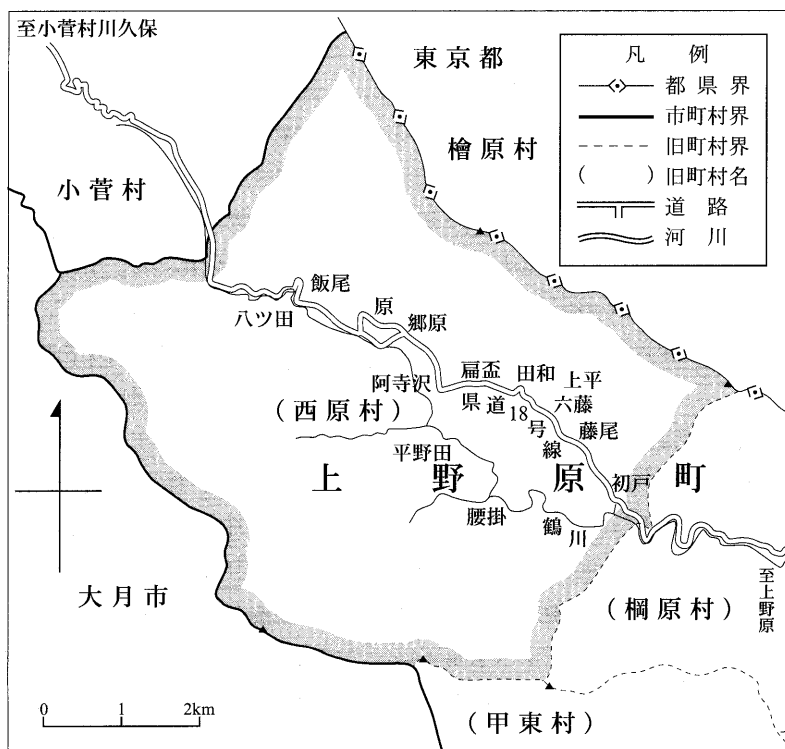 至小菅村川久保
東京都
檜原村
小菅村
凡例
都県界
市町村界
旧町村界
( ) 旧町村名
道路
河川
飯尾
八ツ田
原
郷原
阿寺沢
扁盃
田和
上平
六藤
藤尾
県道18号線
(西原村)
平野田
上野原町
初戸
腰掛
鶴川
大月市
(棡原村)
至上野原
(甲東村)
0 1 2km